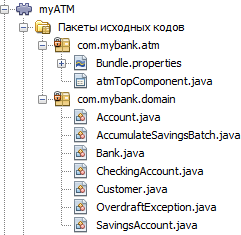 myATM
Пакеты исходных кодов
com.mybank.atm
Bundle.properties
atmTopComponent.java
com.mybank.domain
Account.java
AccumulateSavingsBatch.java
Bank.java
CheckingAccount.java
Customer.java
OverdraftException.java
SavingsAccount.java